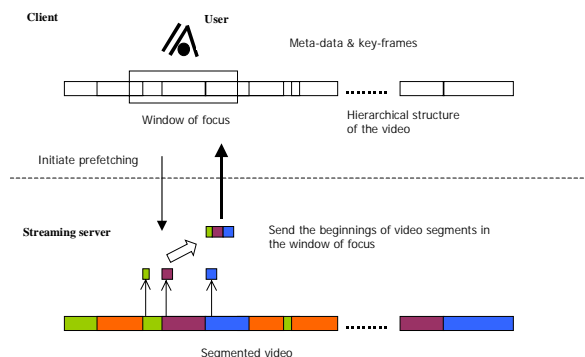 Client
User
Meta-data & key-frames
Window of focus
Hierarchical structure
of the video
Initiate prefetching
Streaming server
Send the beginnings of video segments in
the window of focus
Segmented video